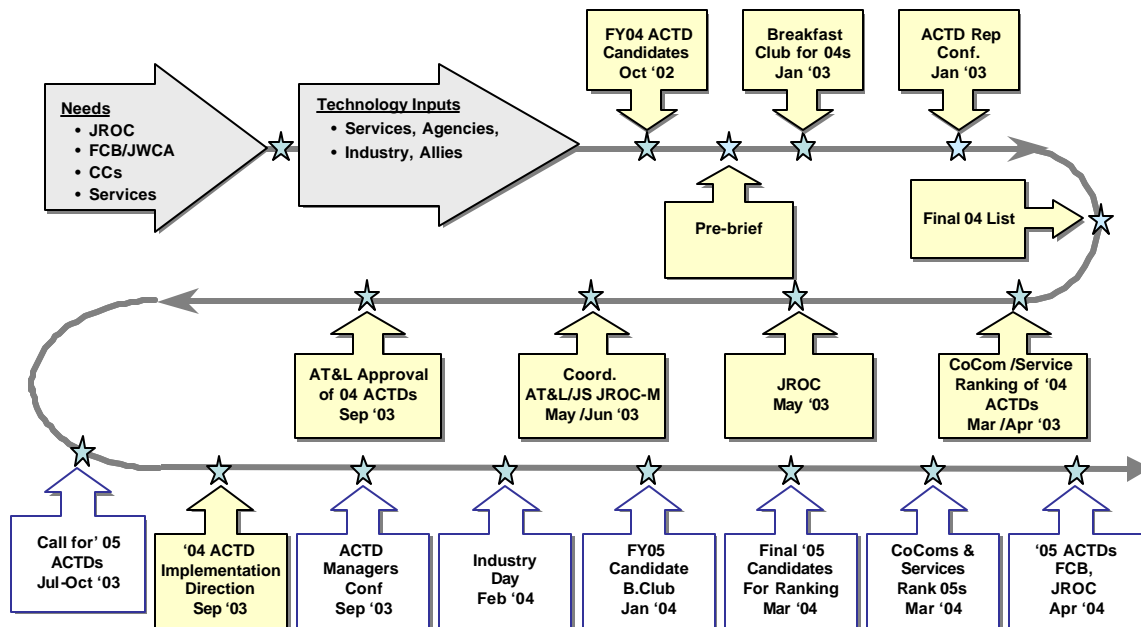 Needs
• JROC
• FCB/JWCA
• CCs
• Services
Technology Inputs
• Services, Agencies,
• Industry, Allies
FY04 ACTD
Candidates
Oct ‘02
Breakfast
Club for 04s
Jan ‘03
ACTD Rep
Conf.
Jan ‘03
Pre-brief
Final 04 List
AT&L Approval
of 04 ACTDs
Sep ‘03
Coord.
AT&L/JS JROC-M
May /Jun ‘03
JROC
May ‘03
CoCom /Service
Ranking of ‘04
ACTDs
Mar /Apr ‘03
Call for’ 05
ACTDs
Jul-Oct ‘03
‘04 ACTD
Implementation
Direction
Sep ‘03
ACTD
Managers
Conf
Sep ‘03
Industry
Day
Feb ‘04
FY05
Candidate
B.Club
Jan ‘04
Final ‘05
Candidates
For Ranking
Mar ‘04
CoComs &
Services
Rank 05s
Mar ‘04
‘05 ACTDs
FCB,
JROC
Apr ‘04